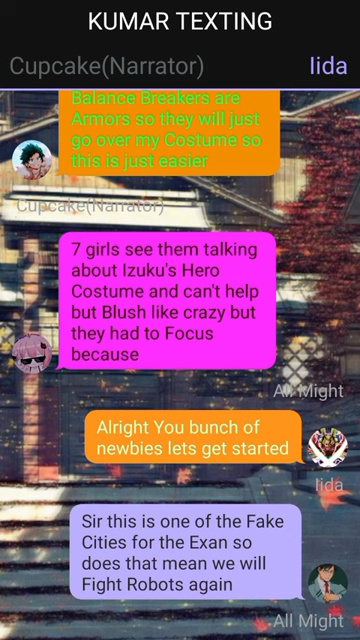 KUMAR TEXTING
Cupcake(Narrator)
Iida
Balance Breakers are
Armors so they will just
go over my Costume so
this is just easier
Cupcake(Narrator)
7 girls see them talking
about Izuku's Hero
Costume and can't help
but Blush like crazy but
they had to Focus
because
All Might
Alright You bunch of
newbies lets get started
Iida
Sir this is one of the Fake
Cities for the Exan so
does that mean we will
Fight Robots again
All Might